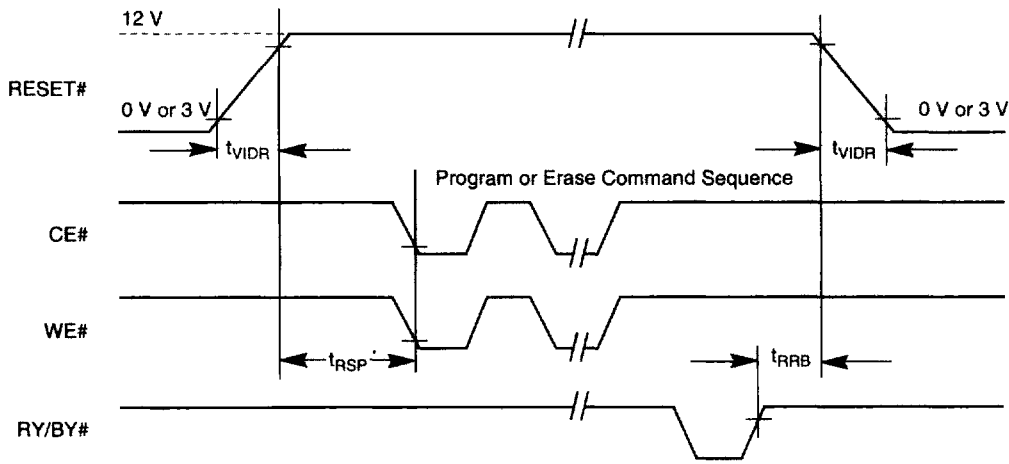 12 V
RESET#
0 V or 3 V
0 V or 3 V
tVIDR
tVIDR
Program or Erase Command Sequence
CE#
WE#
tRSP
tRRB
RY/BY#